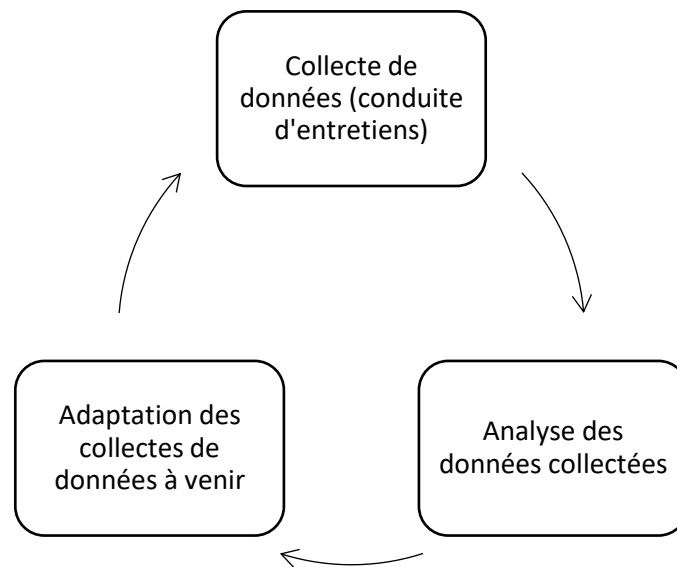 Collecte de
données (conduite
d'entretiens)
Analyse des
données collectées
Adaptation des
collectes de
données à venir